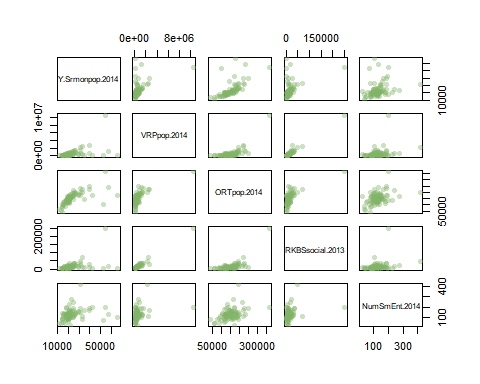 0e+00 8e+06 0 150000
Y.Srmonpop.2014
10000
0e+00 1e+07
VRPpop.2014
ORTpop.2014
50000
0 200000
RKBSsocial.2013
NumSmEnt.2014
100 400
10000 50000 50000 300000 100 300